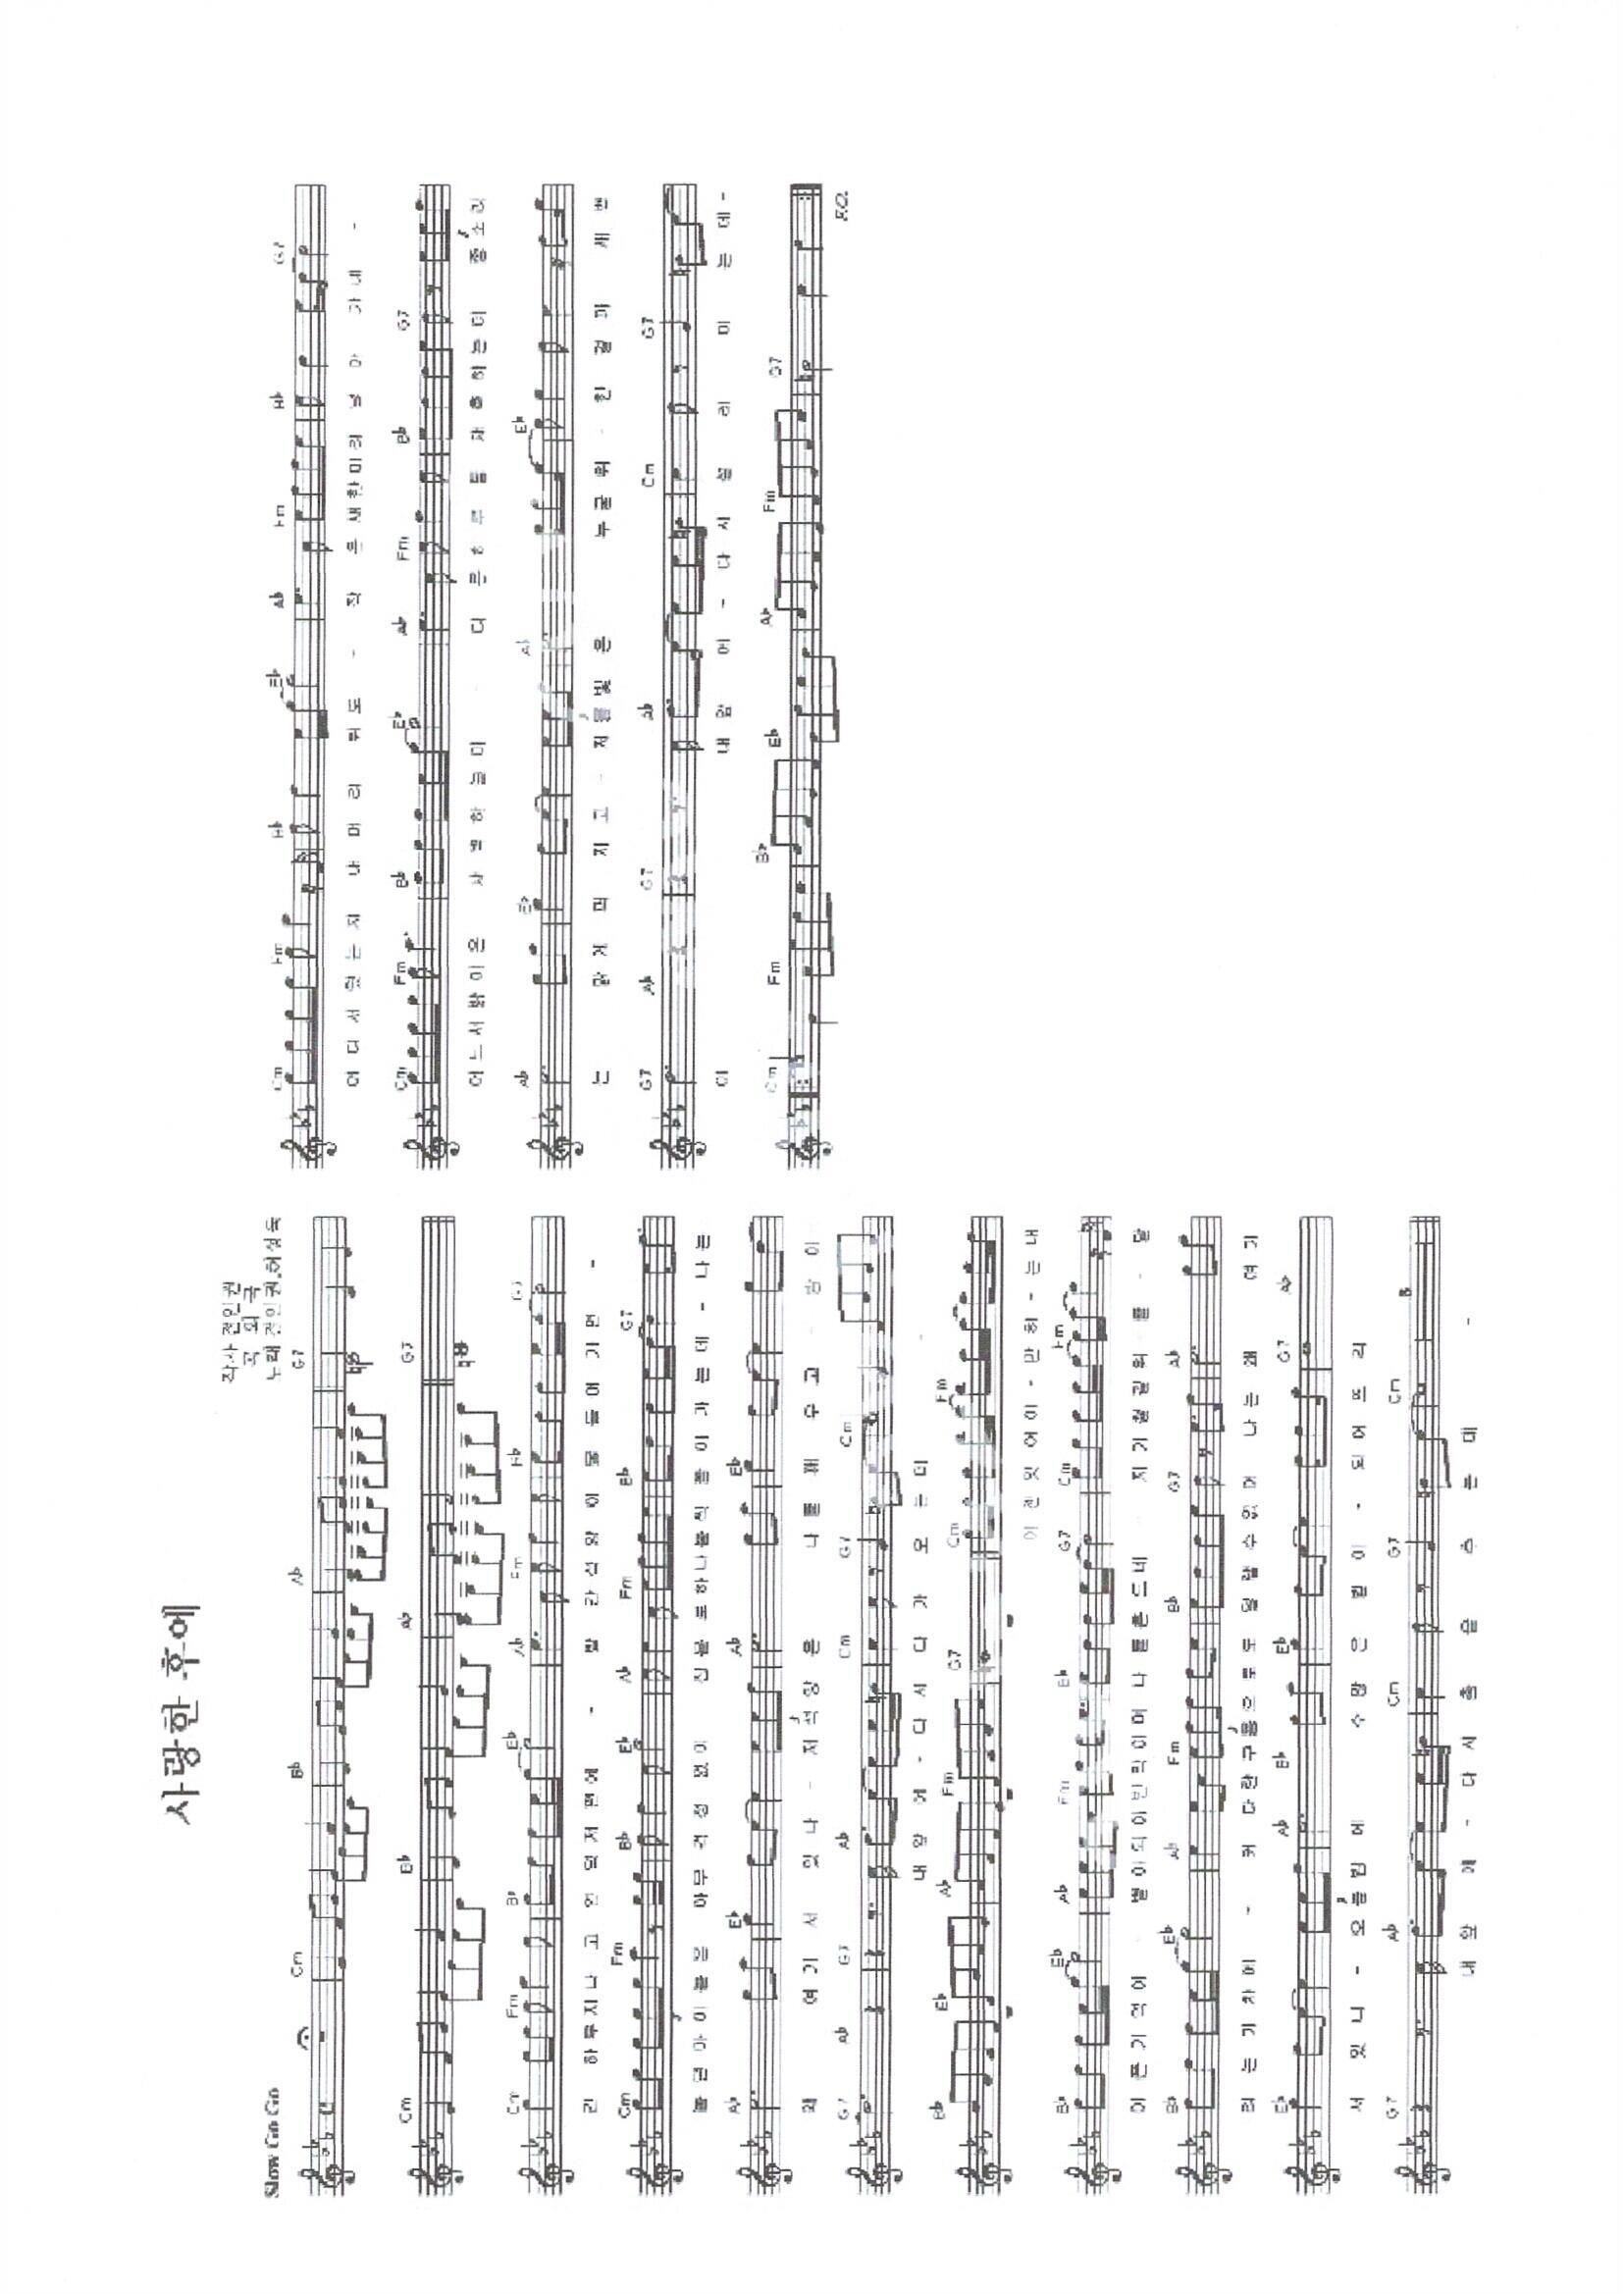 사랑한 후에
작사 전인권
곡 외 국
노래 전인권,허성욱
Slow Go Go
Cm Bb Ab G7
Cm Bb Ab G7
Cm Fm Bb Eb Ab Fm Bb G7
긴 하루지나 고 언 덕저 편에 - 빨 간 석 양 이 물 들어 가 면 -
Cm Fm Bb Eb Ab Fm Bb G7
놀 던 아 이 들 은 아무 걱 정 없 이 집 을 로 하나 둘 씩 돌 아 가 는 데 - 나 는
Ab Eb Ab Eb
왜 여 기 서 있 나 - 저 석 양 은 나 를 깨 우 고 - 밤 이
G7 Ab G7 Ab Cm G7 Cm
내 앞 에 - 다 시 다 가 오 는 데 -
Bb Eb Ab Fm G7 Cm Fm
이 젠 잊 어 야 - 만 하 - 는 내
Bb Eb Ab Fm Bb G7 Cm Fm
아 픈 기 억 이 별 이 되 어 반 짝 이 며 나 를 흔 드 네 저 기 철 길 위 를 - 달
Bb Eb Ab Fm Bb G7 Ab
리 는 기 차 에 - 커 다 란 구 름 으 로 도 달 랠 수 없 어 나 는 왜 여 기
Eb Ab Bb Eb G7 Ab
서 있 나 - 오 늘 밤 에 수 많 은 별 이 - 되 어 뜨 리
G7 Ab Cm G7 Cm 8
내 앞 에 - 다 시 춤 을 추 는 데 -
Cm Fm Bb Eb Ab Fm Bb G7
어 디 서 왔 는 지 내 머 리 위 로 - 작 은 새 한 마 리 날 아 가 네 -
Cm Fm Bb Eb Ab Fm Bb G7
어 느 새 밝 아 온 새 벽 하 늘 이 다 른 하 루 를 재 촉 하 는 데 종 소 리
Ab Eb Ab Eb
는 맑 게 퍼 지 고 - 저 불 빛 은 누 굴 위 - 한 걸 까 새 벽
G7 Ab G7 Ab Cm G7
이 내 앞 에 - 다 시 설 레 이 는 데 -
Cm Fm Bb Eb Ab Fm G7
F.O.